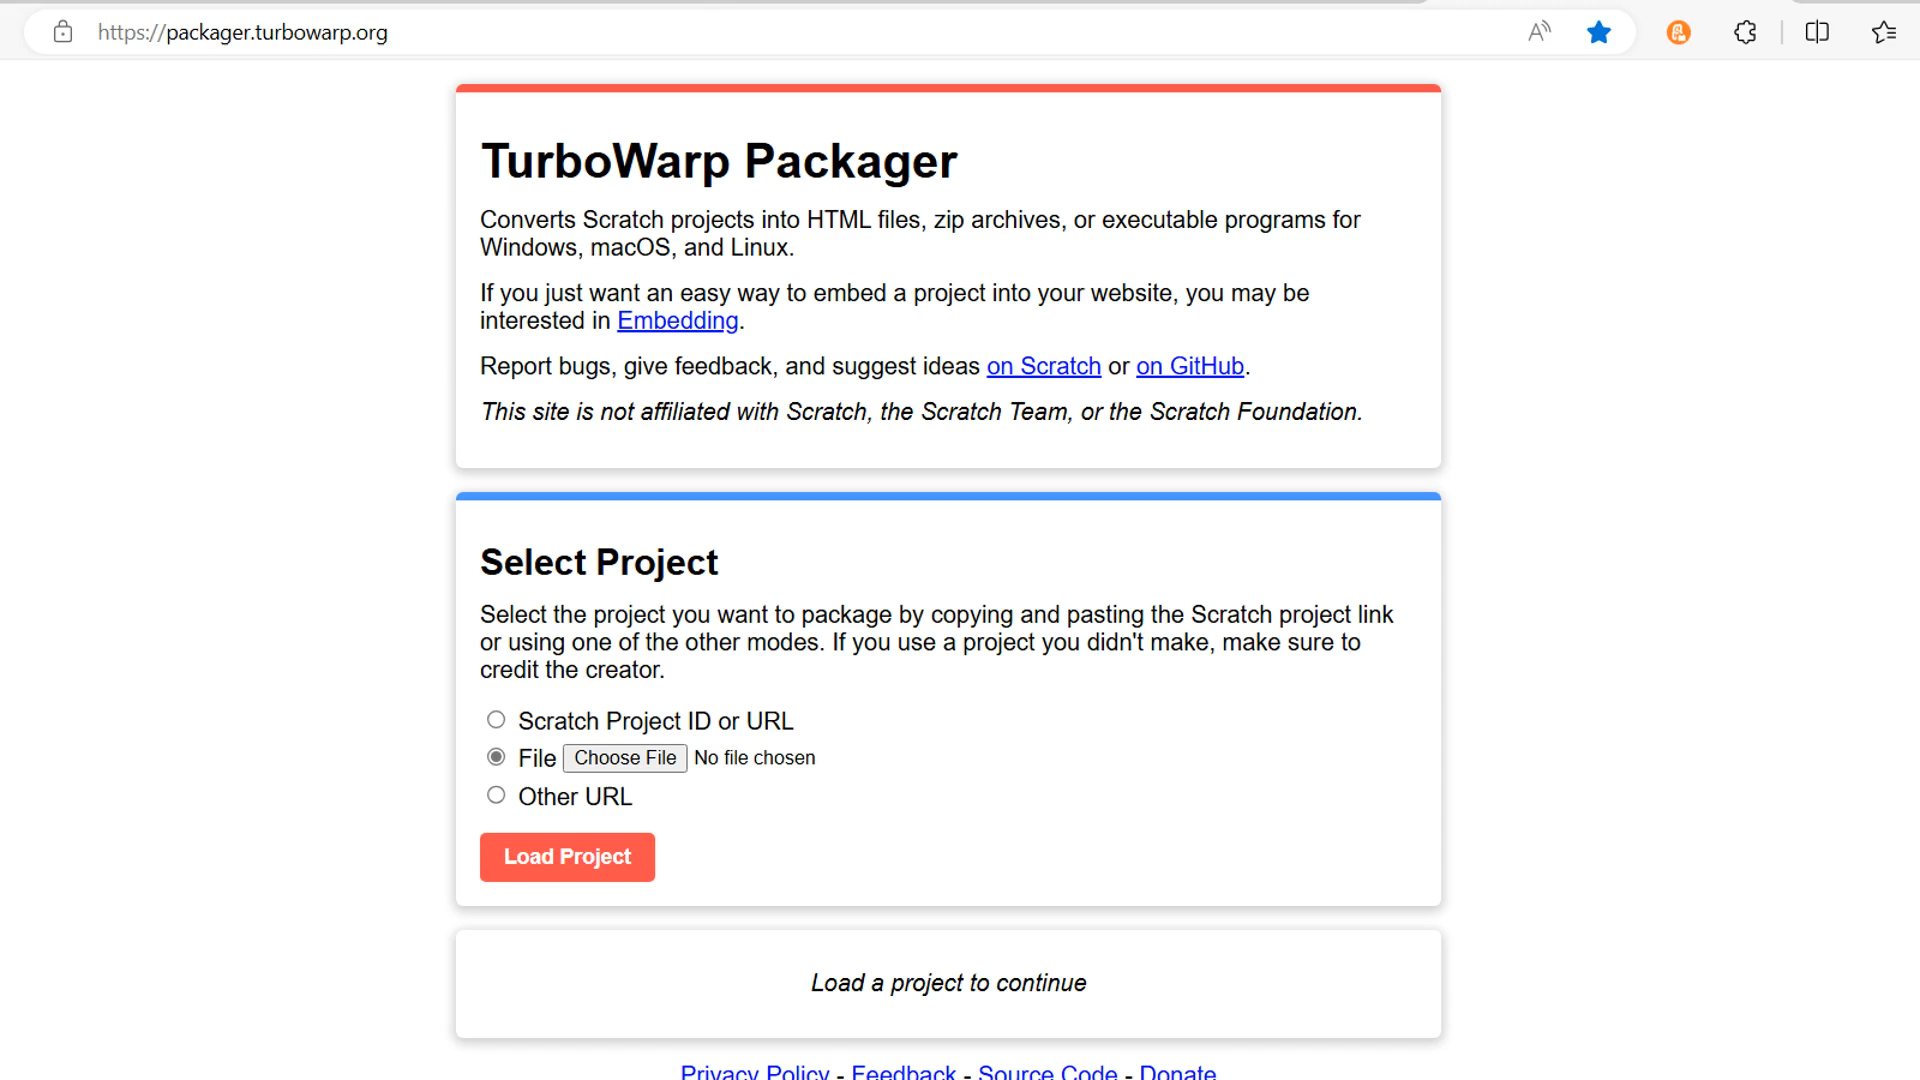 https://packager.turbowarp.org
TurboWarp Packager
Converts Scratch projects into HTML files, zip archives, or executable programs for
Windows, macOS, and Linux.
If you just want an easy way to embed a project into your website, you may be
interested in Embedding.
Report bugs, give feedback, and suggest ideas on Scratch or on GitHub.
This site is not affiliated with Scratch, the Scratch Team, or the Scratch Foundation.
Select Project
Select the project you want to package by copying and pasting the Scratch project link
or using one of the other modes. If you use a project you didn't make, make sure to
credit the creator.
Scratch Project ID or URL
File Choose File No file chosen
Other URL
Load Project
Load a project to continue
Privacy Policy - Feedback - Source Code - Donate